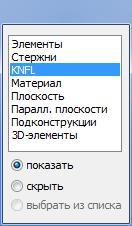 Элементы
Стержни
KNFL
Материал
Плоскость
Паралл. плоскости
Подконструкции
3D-элементы
показать
скрыть
выбрать из списка